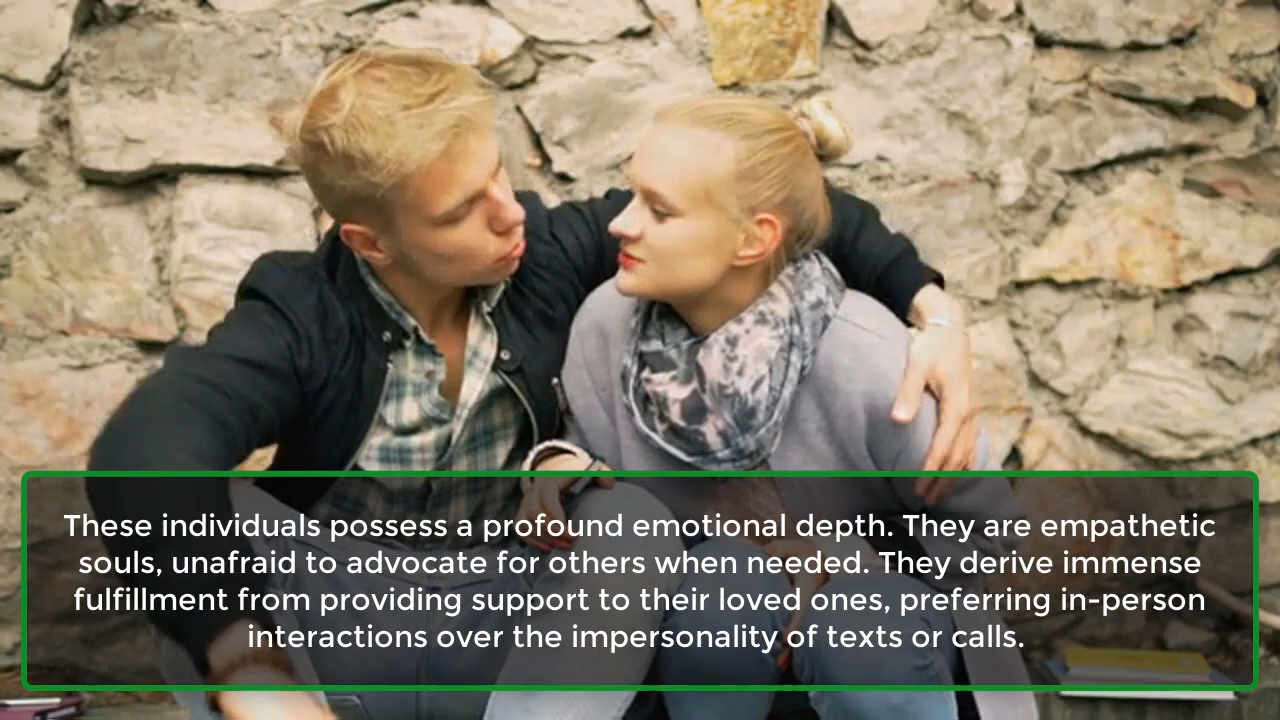 These individuals possess a profound emotional depth. They are empathetic
souls, unafraid to advocate for others when needed. They derive immense
fulfillment from providing support to their loved ones, preferring in-person
interactions over the impersonality of texts or calls.